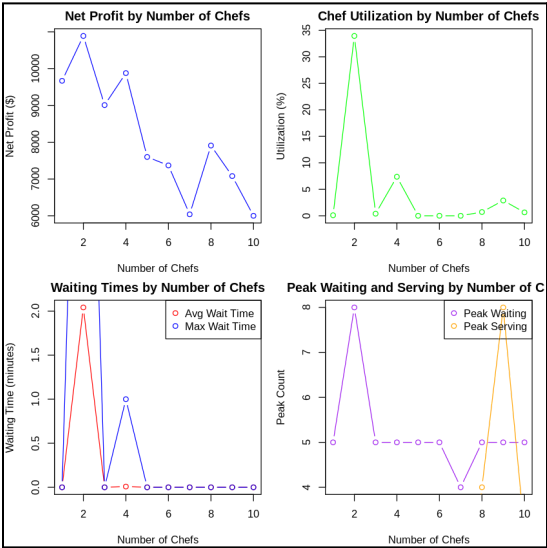 Net Profit by Number of Chefs
Net Profit ($)
10000
9000
8000
7000
6000
2 4 6 8 10
Number of Chefs
Chef Utilization by Number of Chefs
Utilization (%)
35
30
25
20
15
10
5
0
2 4 6 8 10
Number of Chefs
Waiting Times by Number of Chefs
Waiting Time (minutes)
2.0
1.5
1.0
0.5
0.0
Avg Wait Time
Max Wait Time
2 4 6 8 10
Number of Chefs
Peak Waiting and Serving by Number of C
Peak Count
8
7
6
5
4
Peak Waiting
Peak Serving
2 4 6 8 10
Number of Chefs